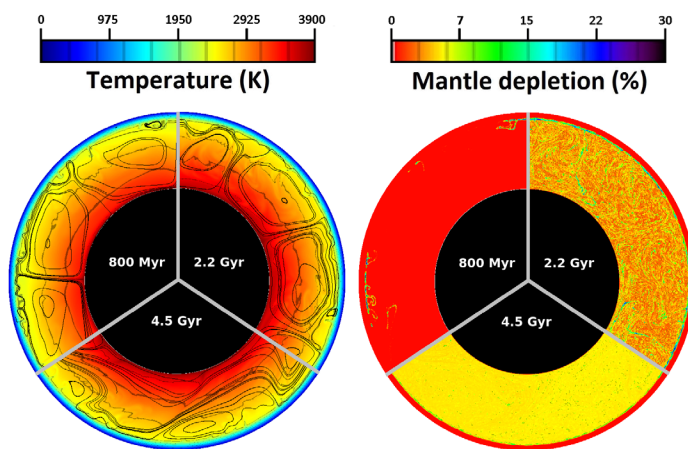 0 975 1950 2925 3900
Temperature (K)
0 7 15 22 30
Mantle depletion (%)
800 Myr 2.2 Gyr
4.5 Gyr
800 Myr 2.2 Gyr
4.5 Gyr